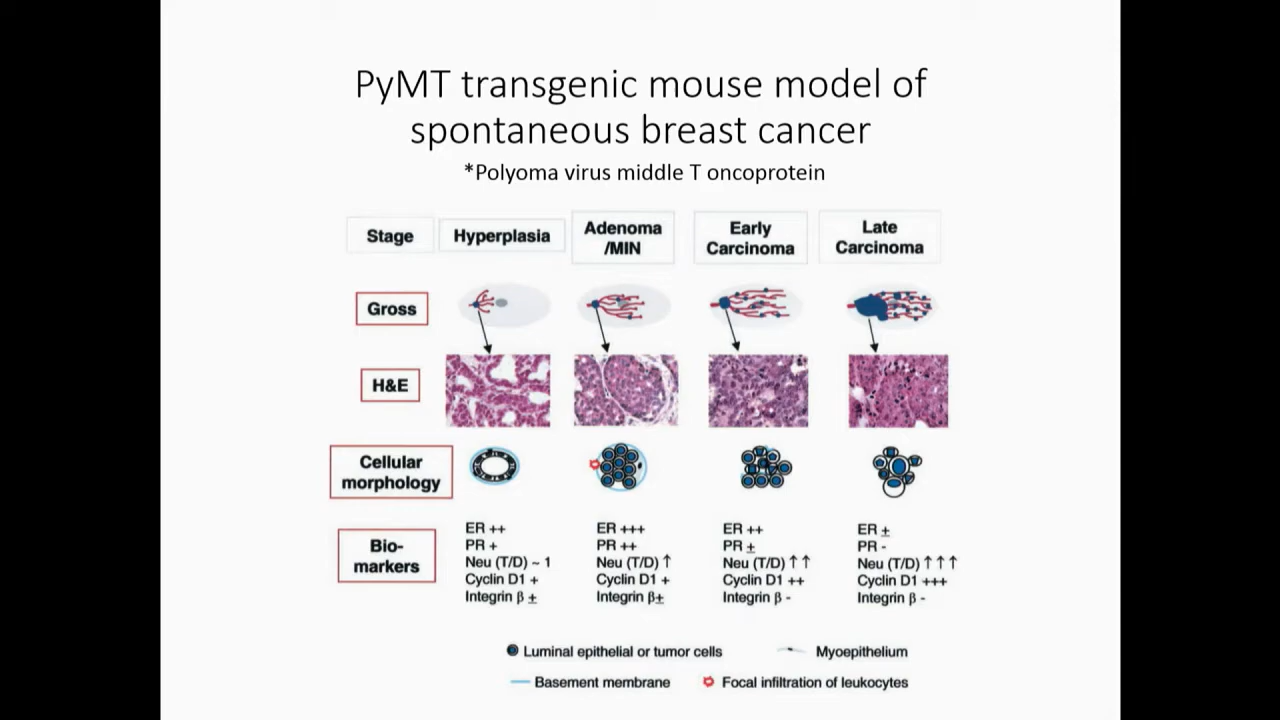 PyMT transgenic mouse model of
spontaneous breast cancer
*Polyoma virus middle T oncoprotein
Stage
Hyperplasia
Adenoma
/MIN
Early
Carcinoma
Late
Carcinoma
Gross
H&E
Cellular
morphology
Bio-
markers
ER ++
PR +
Neu (T/D) ~ 1
Cyclin D1 +
Integrin β ±
ER +++
PR ++
Neu (T/D) ↑
Cyclin D1 +
Integrin β±
ER ++
PR ±
Neu (T/D) ↑↑
Cyclin D1 ++
Integrin β -
ER ±
PR -
Neu (T/D) ↑↑↑
Cyclin D1 +++
Integrin β -
Luminal epithelial or tumor cells
Myoepithelium
Basement membrane
Focal infiltration of leukocytes